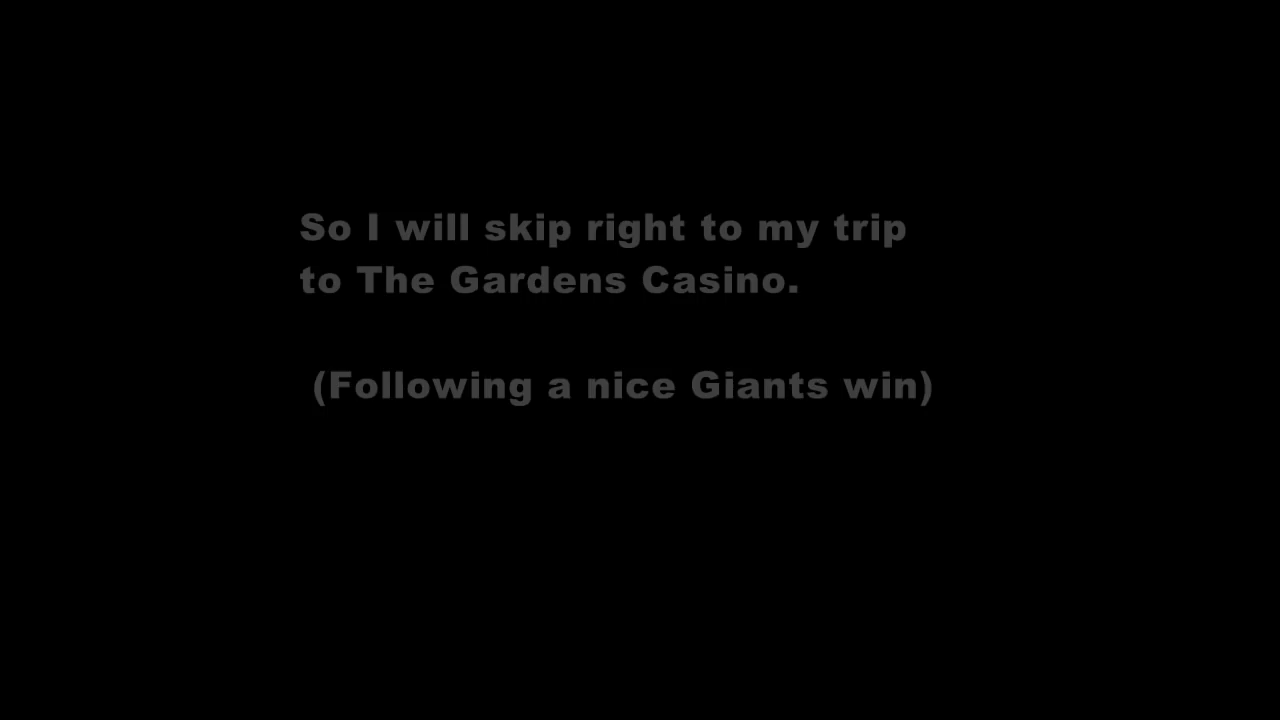 So I will skip right to my trip
to The Gardens Casino.
(Following a nice Giants win)